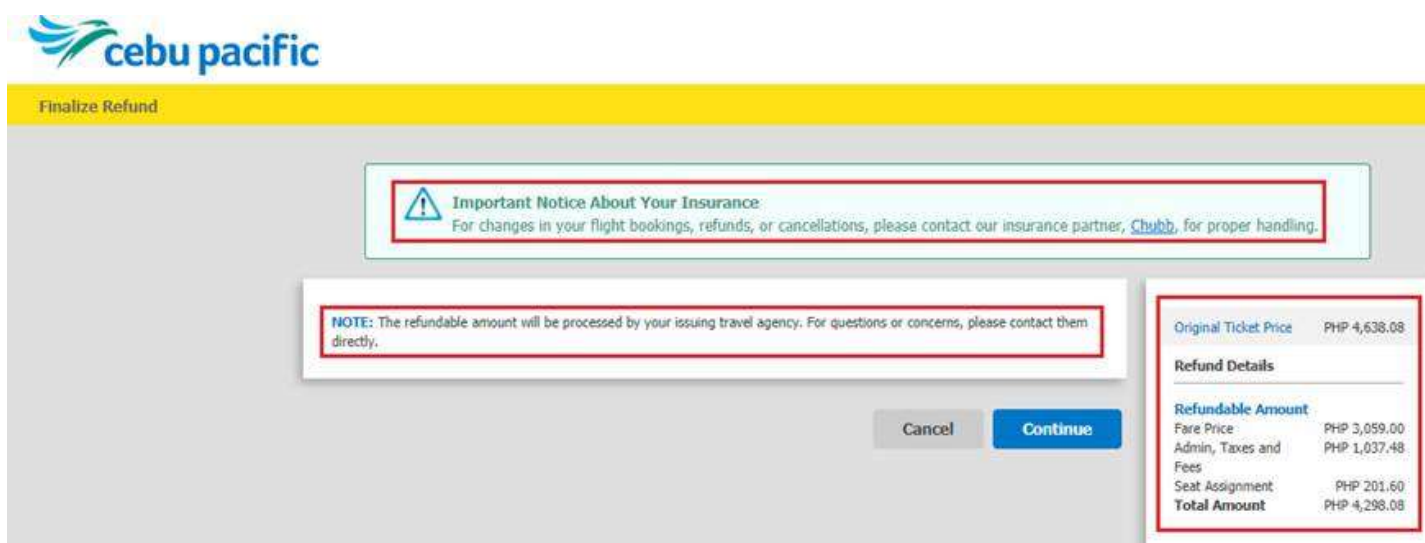 cebu pacific
Finalize Refund
Important Notice About Your Insurance
For changes in your flight bookings, refunds, or cancellations, please contact our insurance partner, Chubb, for proper handling.
NOTE: The refundable amount will be processed by your issuing travel agency. For questions or concerns, please contact them
directly.
Cancel
Continue
Original Ticket Price PHP 4,638.08
Refund Details
Refundable Amount
Fare Price PHP 3,059.00
Admin, Taxes and PHP 1,037.48
Fees
Seat Assignment PHP 201.60
Total Amount PHP 4,298.08